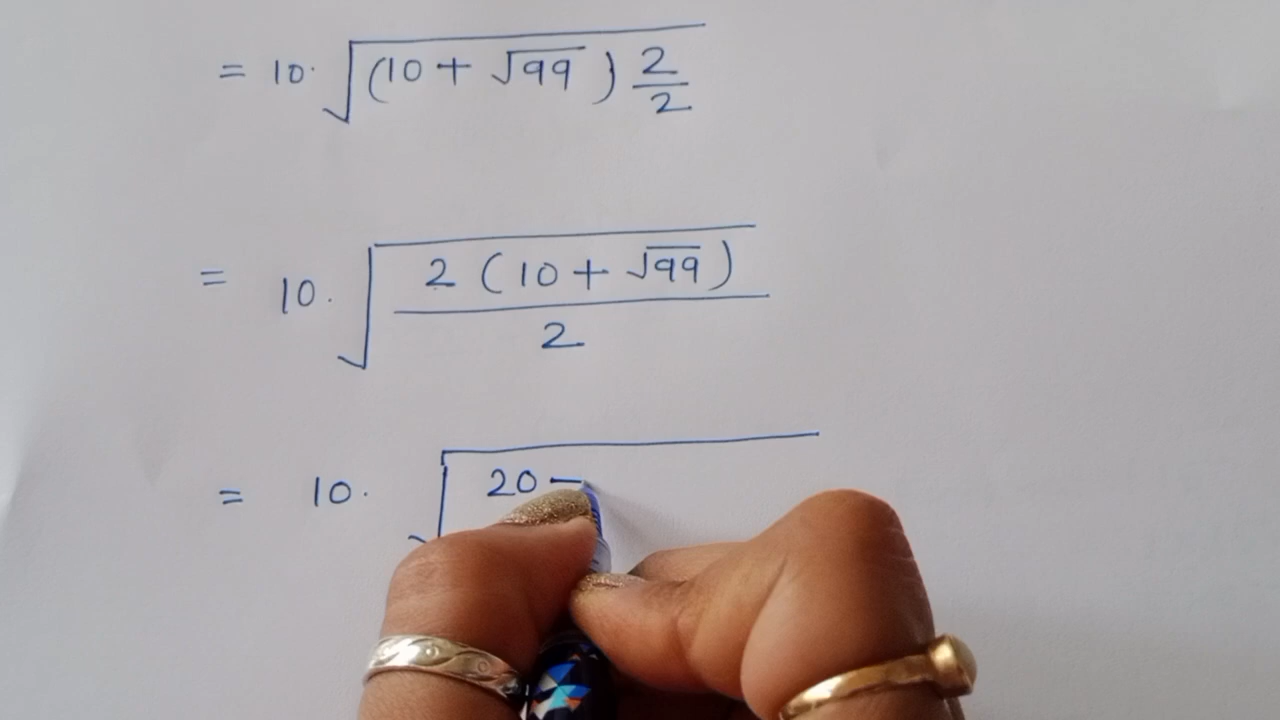 = 10. √(10 + √99) 2/2
= 10. √2 (10 + √99) / 2
= 10. √20 —